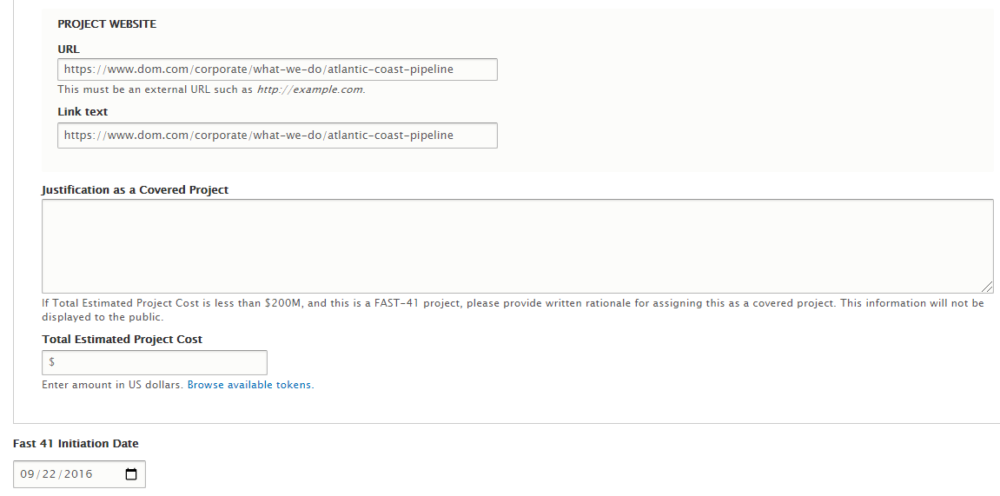 PROJECT WEBSITE
URL
https://www.dom.com/corporate/what-we-do/atlantic-coast-pipeline
This must be an external URL such as http://example.com.
Link text
https://www.dom.com/corporate/what-we-do/atlantic-coast-pipeline
Justification as a Covered Project
If Total Estimated Project Cost is less than $200M, and this is a FAST-41 project, please provide written rationale for assigning this as a covered project. This information will not be
displayed to the public.
Total Estimated Project Cost
$
Enter amount in US dollars. Browse available tokens.
Fast 41 Initiation Date
09/22/2016